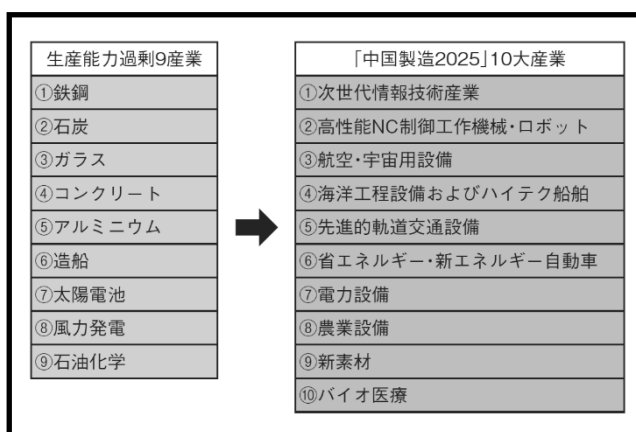 生産能力過剰9産業
①鉄鋼
②石炭
③ガラス
④コンクリート
⑤アルミニウム
⑥造船
⑦太陽電池
⑧風力発電
⑨石油化学
「中国製造2025」10大産業
①次世代情報技術産業
②高性能NC制御工作機械・ロボット
③航空・宇宙用設備
④海洋工程設備およびハイテク船舶
⑤先進的軌道交通設備
⑥省エネルギー・新エネルギー自動車
⑦電力設備
⑧農業設備
⑨新素材
⑩バイオ医療